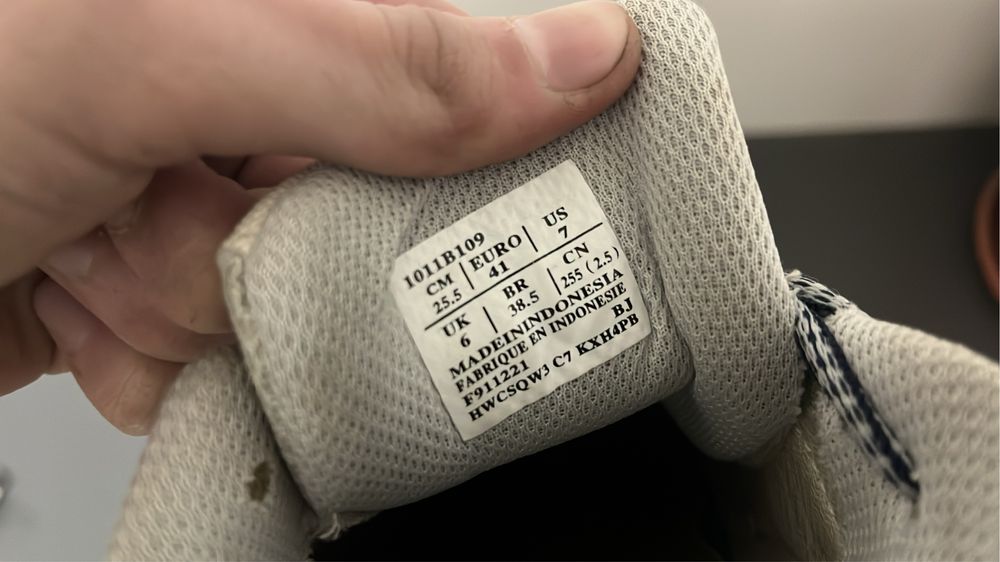 1011B109
CM EURO US
25.5 41 7
UK BR CN
6 38.5 255 (2.5)
MADEININDONESIA
FABRIQUE EN INDONESIE
F911221 BJ
HWCSQW3 C7 KXH4PB